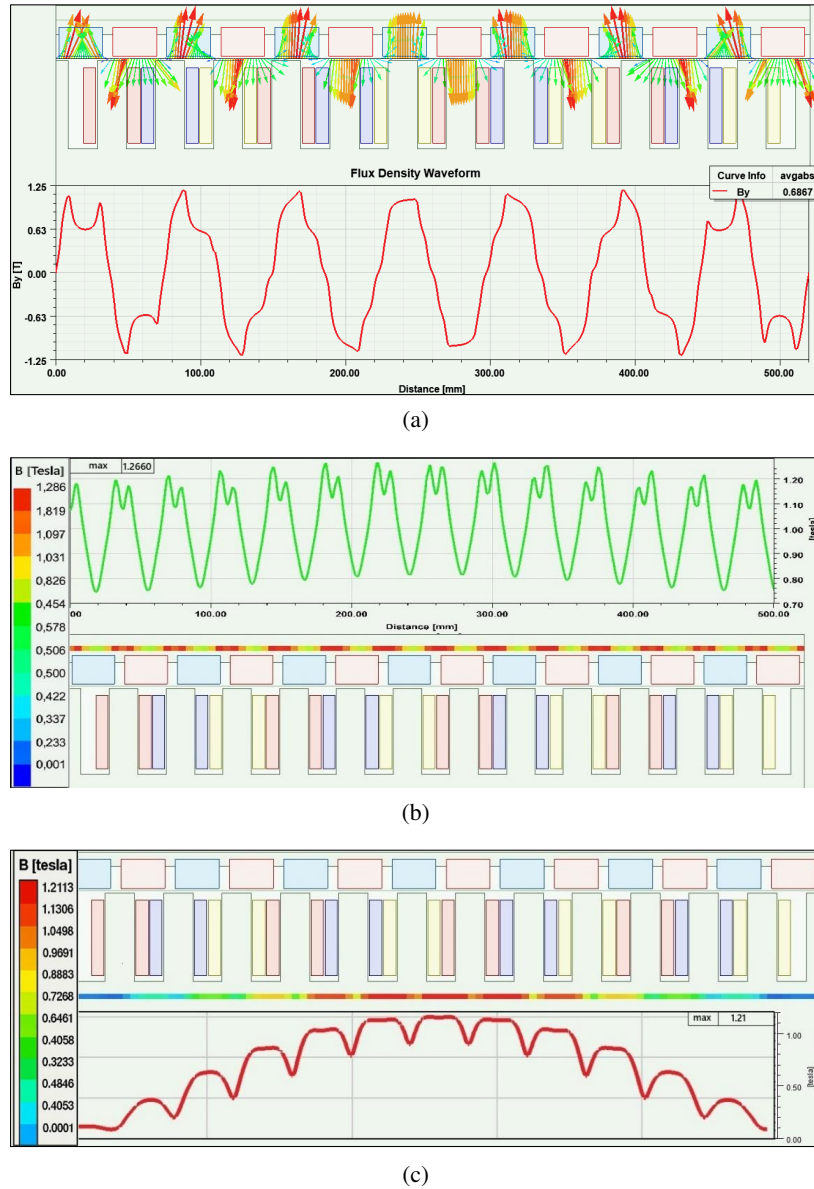 Flux Density Waveform
Curve Info avgabs
By 0.6867
1.25
0.63
0.00
-0.63
-1.25
By [T]
0.00 100.00 200.00 300.00 400.00 500.00
Distance [mm]
(a)
B [Tesla]
max 1.2660
1,286
1,819
1,097
1,031
0,826
0,454
0,578
0,506
0,500
0,422
0,337
0,233
0,001
1.20
1.10
1.00
0.90
0.80
0.70
[tesla]
00 100.00 200.00 300.00 400.00 500.00 600.00
Distance [mm]
(b)
B [tesla]
1.2113
1.1306
1.0498
0.9691
0.8883
0.7268
0.6461
0.4058
0.3233
0.4846
0.4053
0.0001
max 1.21
1.00
0.50
0.00
[tesla]
(c)